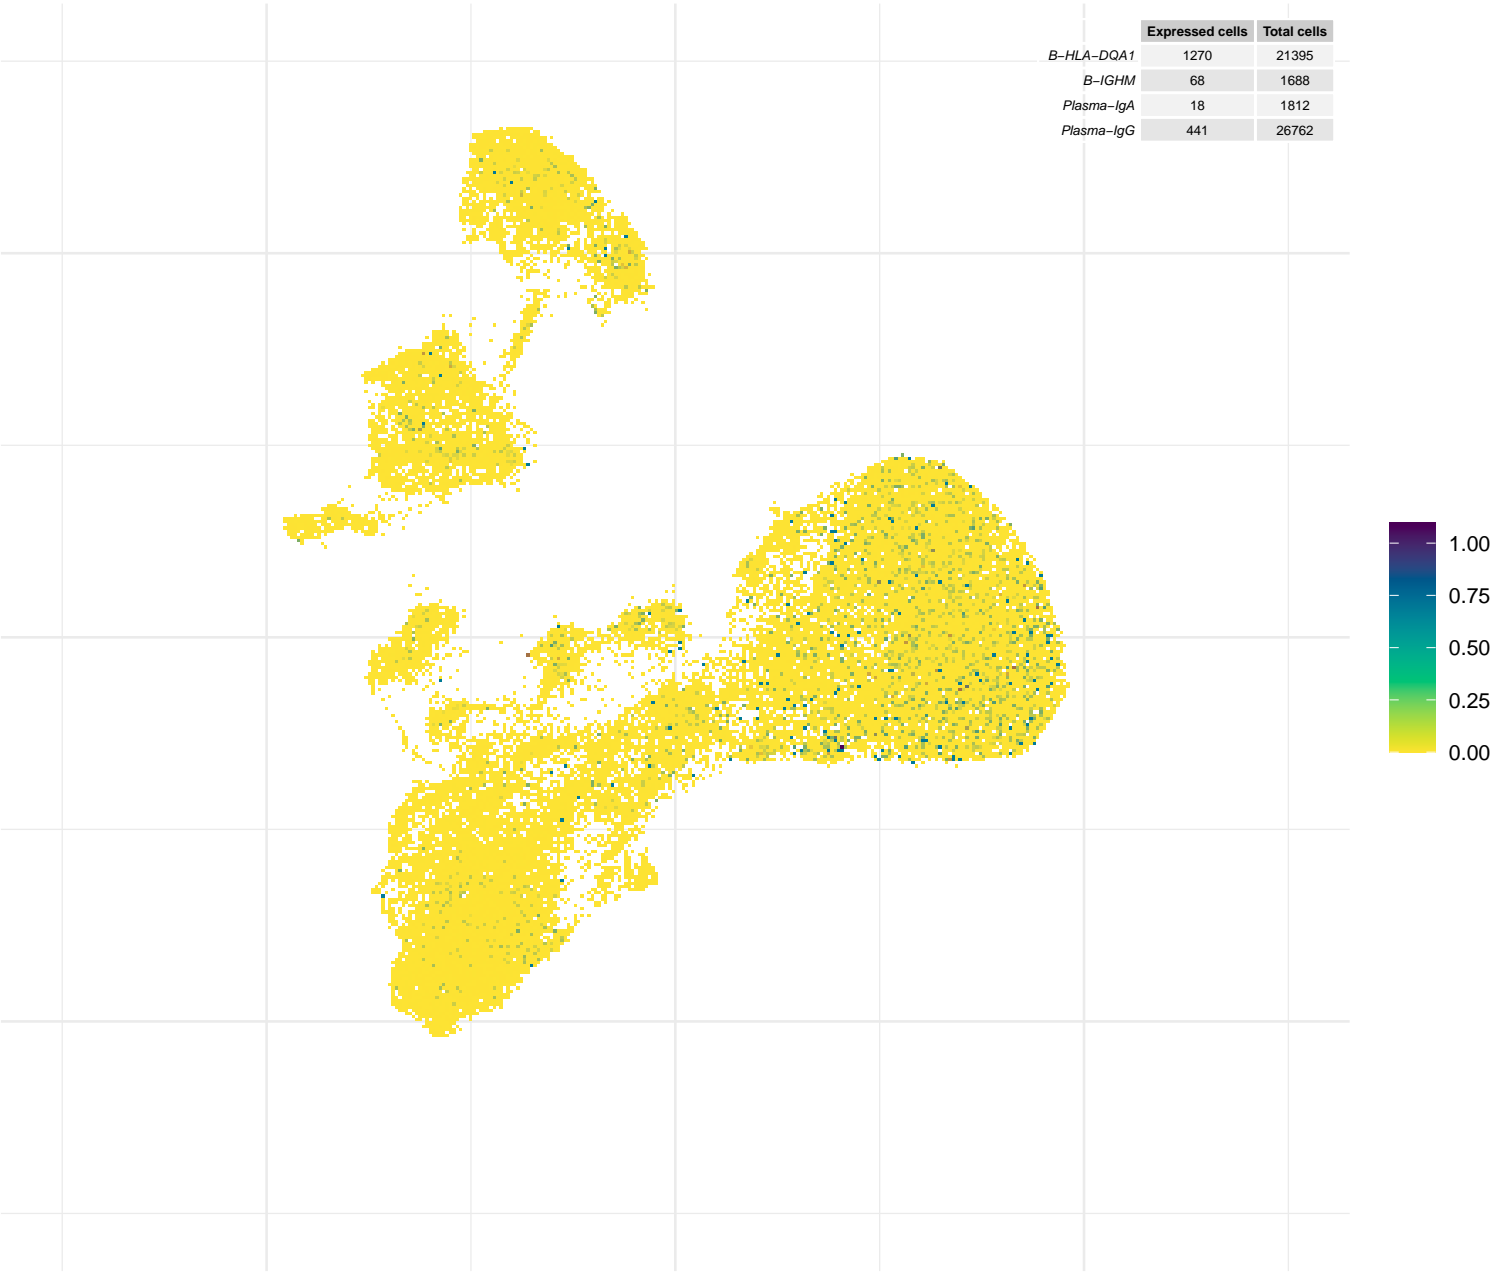 Expressed cells Total cells
B−HLA−DQA1 1270 21395
B−IGHM 68 1688
Plasma−IgA 18 1812
Plasma−IgG 441 26762
1.00
0.75
0.50
0.25
0.00